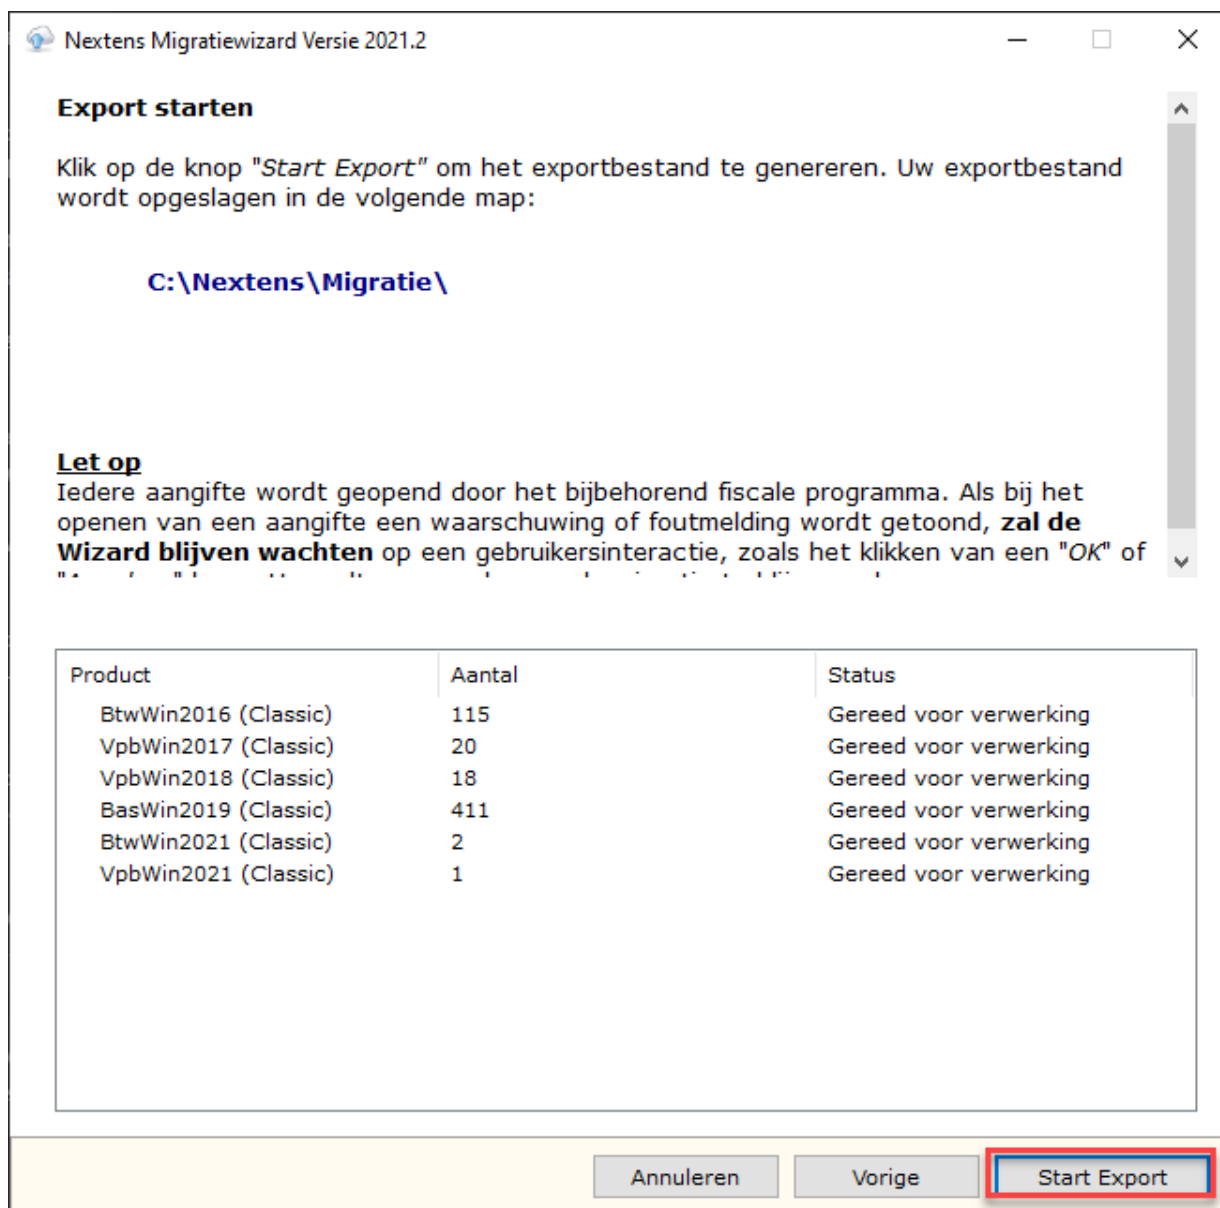 Nextens Migratiewizard Versie 2021.2
Export starten
Klik op de knop "Start Export" om het exportbestand te genereren. Uw exportbestand
wordt opgeslagen in de volgende map:
C:\Nextens\Migratie\
Let op
Iedere aangifte wordt geopend door het bijbehorend fiscale programma. Als bij het
openen van een aangifte een waarschuwing of foutmelding wordt getoond, zal de
Wizard blijven wachten op een gebruikersinteractie, zoals het klikken van een "OK" of
Product Aantal Status
BtwWin2016 (Classic) 115 Gereed voor verwerking
VpbWin2017 (Classic) 20 Gereed voor verwerking
VpbWin2018 (Classic) 18 Gereed voor verwerking
BasWin2019 (Classic) 411 Gereed voor verwerking
BtwWin2021 (Classic) 2 Gereed voor verwerking
VpbWin2021 (Classic) 1 Gereed voor verwerking
Annuleren Vorige Start Export